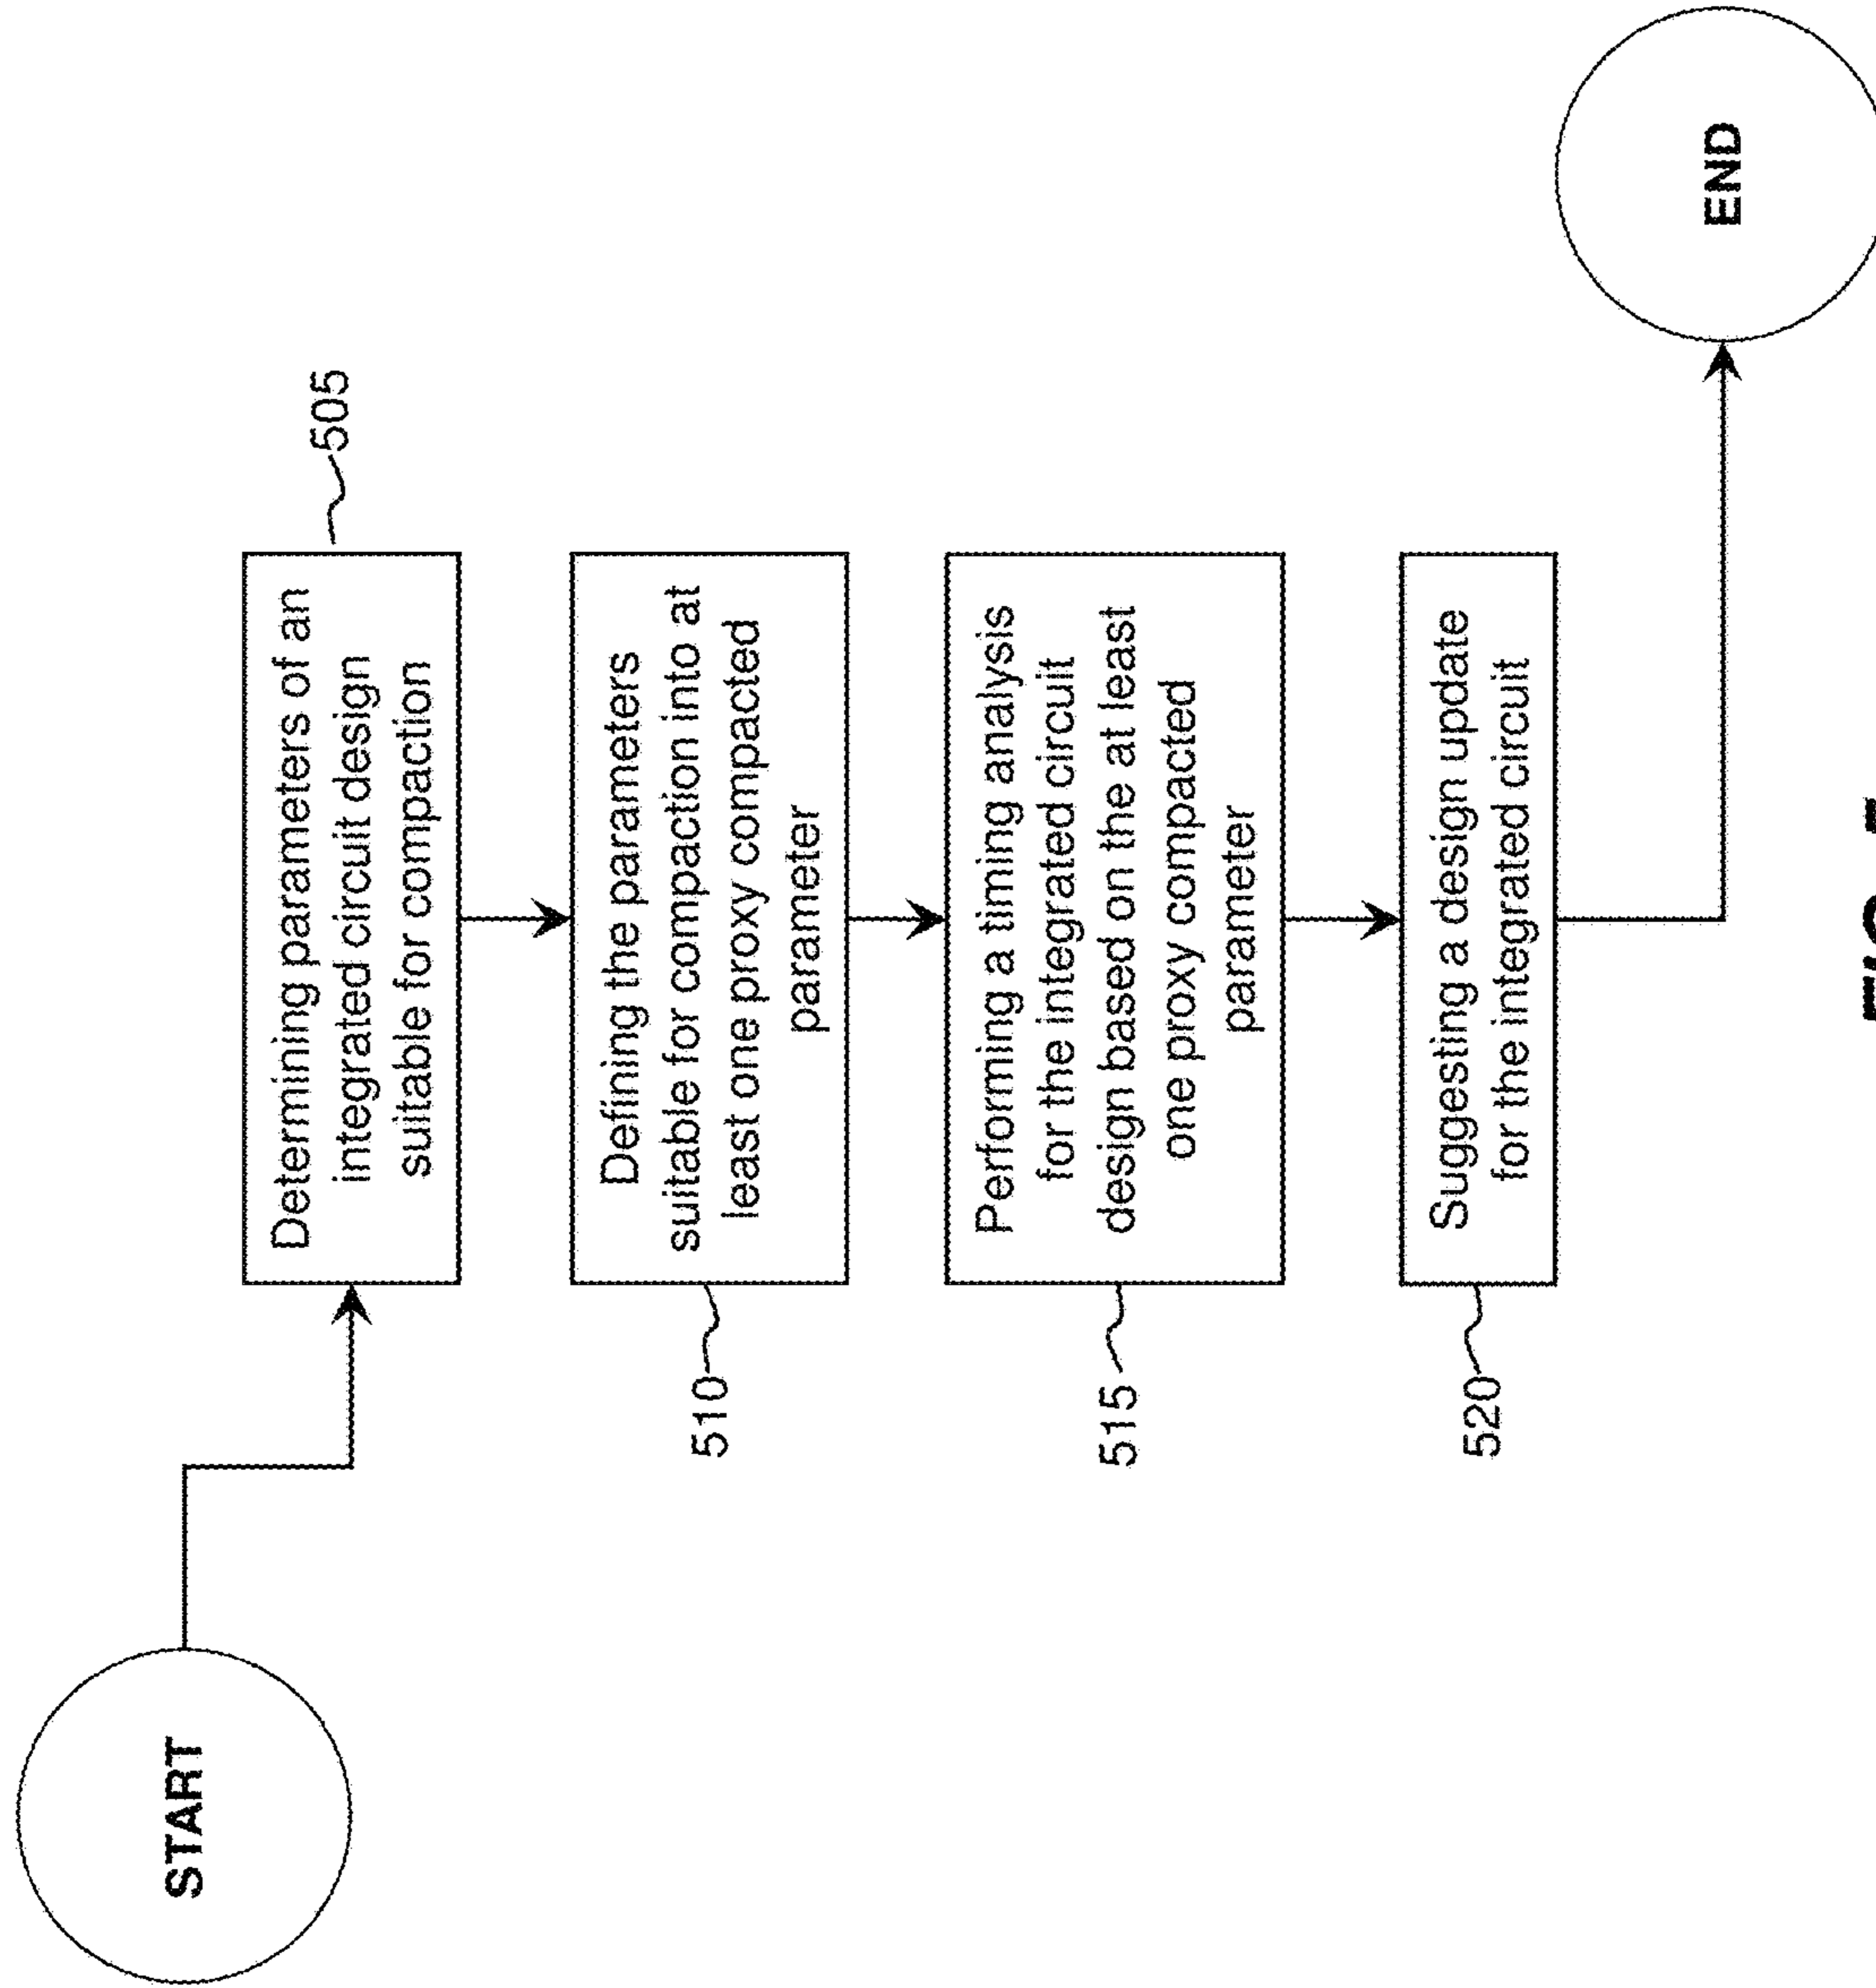 START
Determining parameters of an
integrated circuit design
suitable for compaction
505
Defining the parameters
suitable for compaction into at
least one proxy compacted
parameter
510
Performing a timing analysis
for the integrated circuit
design based on the at least
one proxy compacted
parameter
515
Suggesting a design update
for the integrated circuit
520
END